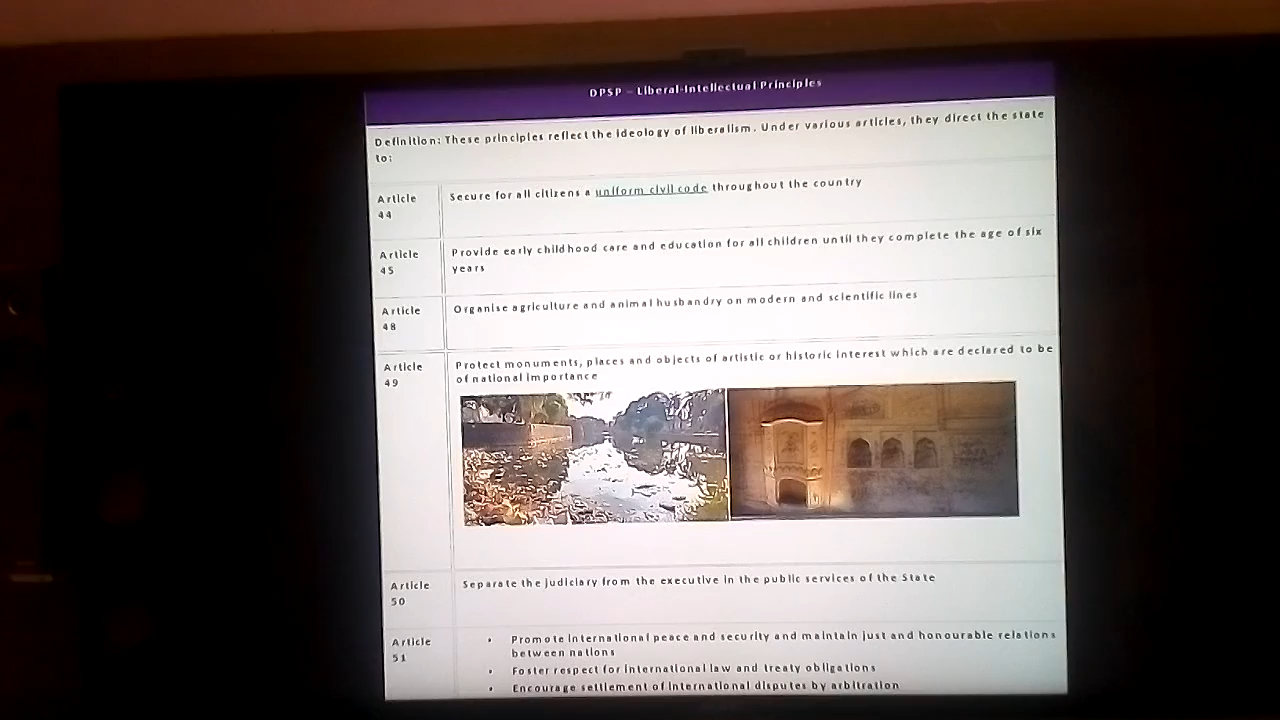 DPSP – Liberal-Intellectual Principles
Definition: These principles reflect the ideology of liberalism. Under various articles, they direct the state
to:
Article
44
Secure for all citizens a uniform civil code throughout the country
Article
45
Provide early childhood care and education for all children until they complete the age of six
years
Article
48
Organise agriculture and animal husbandry on modern and scientific lines
Article
49
Protect monuments, places and objects of artistic or historic interest which are declared to be
of national importance
Article
50
Separate the judiciary from the executive in the public services of the State
Article
51
• Promote international peace and security and maintain just and honourable relations
between nations
• Foster respect for international law and treaty obligations
• Encourage settlement of international disputes by arbitration